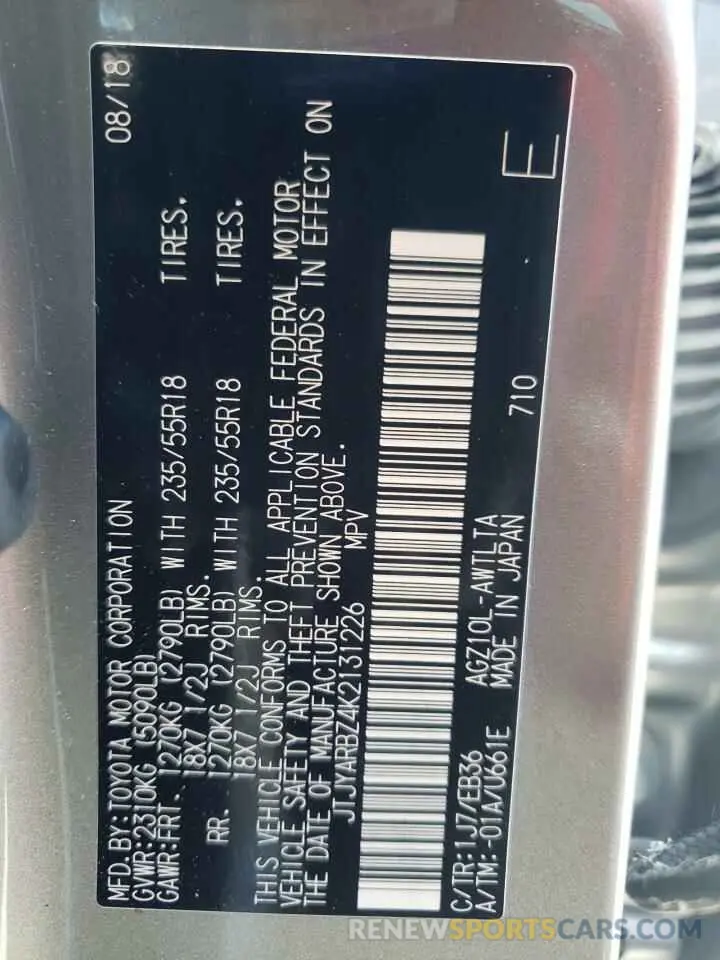 MFD.BY:TOYOTA MOTOR CORPORATION 08/18
GVWR:2310KG (5090LB)
GAWR:FRT. 1270KG (2790LB) WITH 235/55R18 TIRES.
18X7 1/2J RIMS.
RR. 1270KG (2790LB) WITH 235/55R18 TIRES.
18X7 1/2J RIMS.
THIS VEHICLE CONFORMS TO ALL APPLICABLE FEDERAL MOTOR
VEHICLE SAFETY AND THEFT PREVENTION STANDARDS IN EFFECT ON
THE DATE OF MANUFACTURE SHOWN ABOVE.
JTJYARBZ4K2131226 MPV
C/TR:1J7/EB36 AGZ10L-AWTLTA 710
A/TM:-01A/U661E MADE IN JAPAN
E
RENEWSPORTSCARS.COM